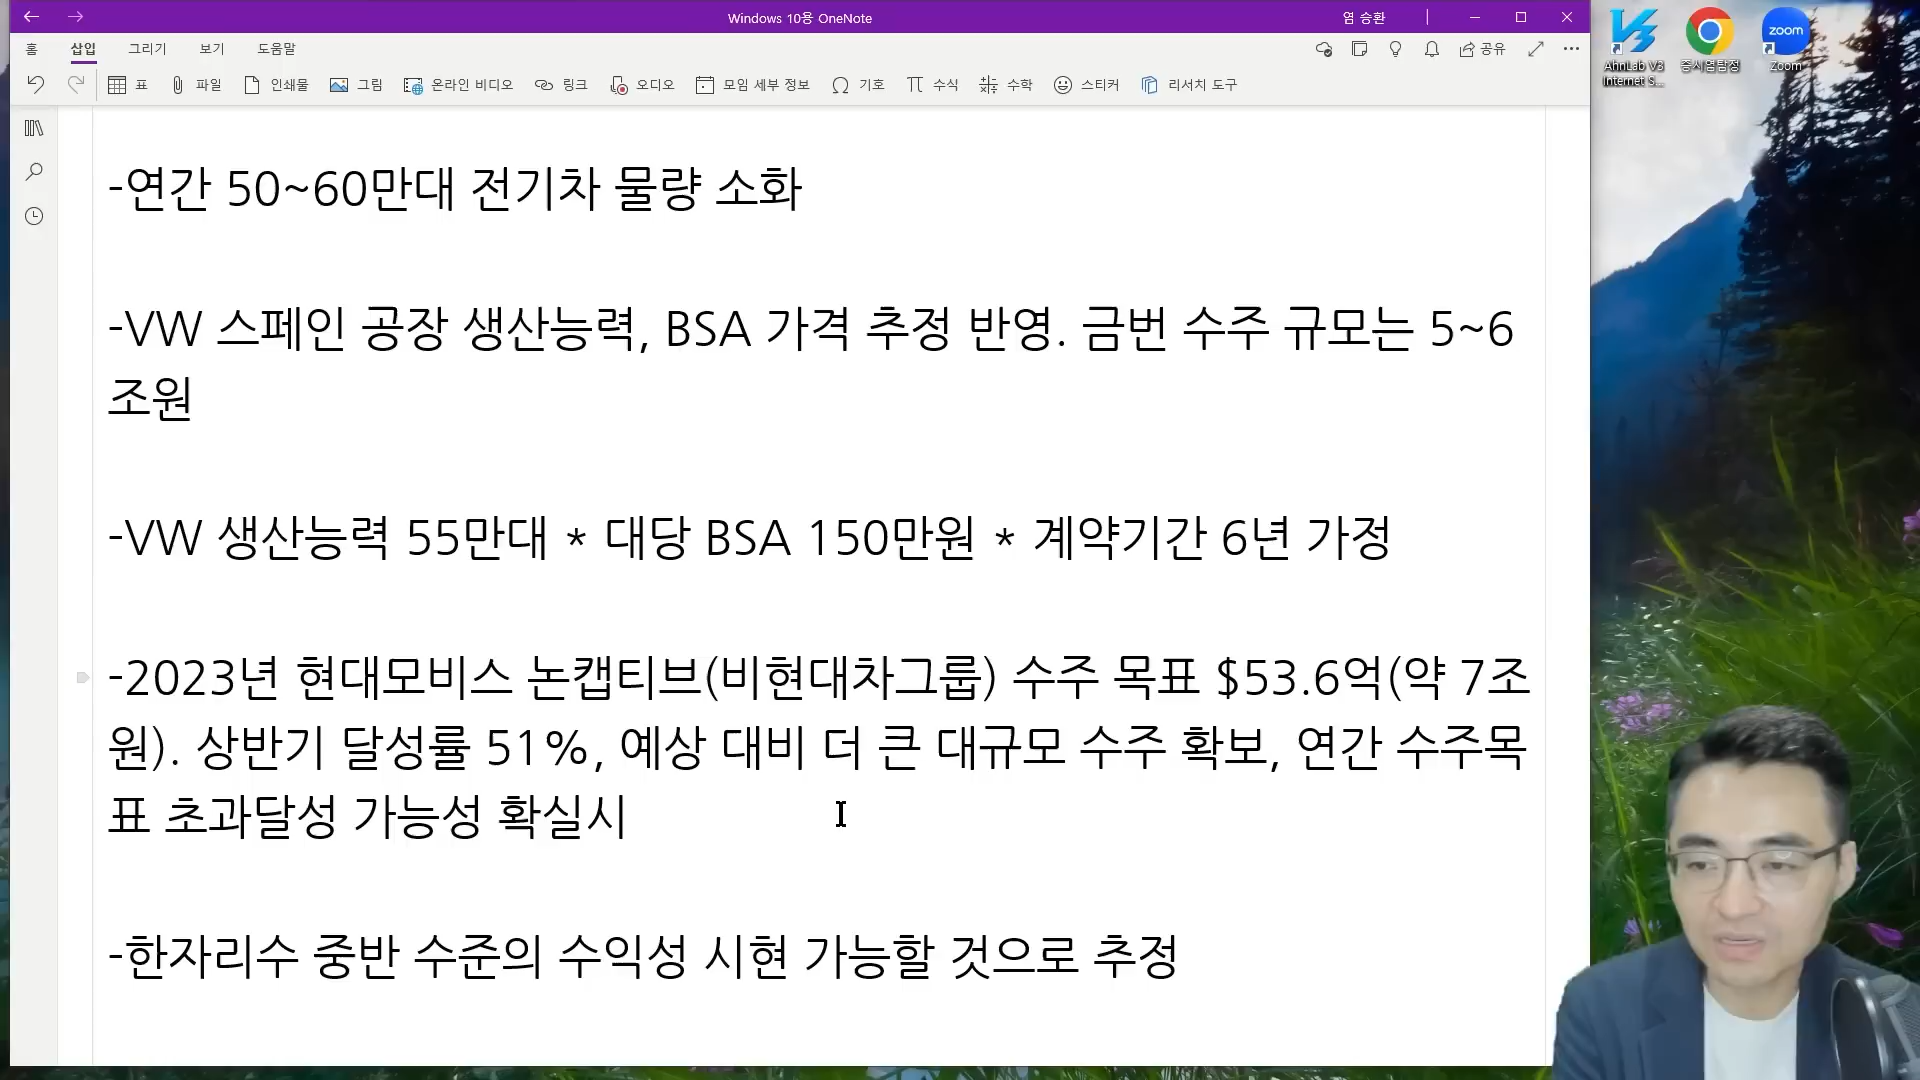 Windows 10용 OneNote
염 승환
홈 삽입 그리기 보기 도움말
공유
표 파일 인쇄물 그림 온라인 비디오 링크 오디오 모임 세부 정보 기호 수식 수학 스티커 리서치 도구
AhnLab V3
Internet S...
증시염탐정
zoom
Zoom
-연간 50~60만대 전기차 물량 소화
-VW 스페인 공장 생산능력, BSA 가격 추정 반영. 금번 수주 규모는 5~6
조원
-VW 생산능력 55만대 * 대당 BSA 150만원 * 계약기간 6년 가정
-2023년 현대모비스 논캡티브(비현대차그룹) 수주 목표 $53.6억(약 7조
원). 상반기 달성률 51%, 예상 대비 더 큰 대규모 수주 확보, 연간 수주목
표 초과달성 가능성 확실시
-한자리수 중반 수준의 수익성 시현 가능할 것으로 추정